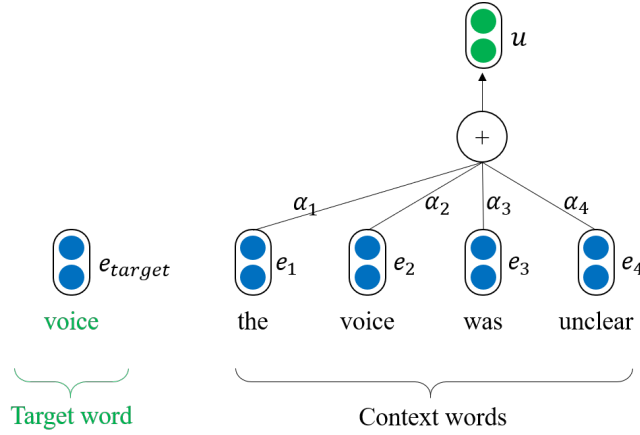 u
+
α₁ α₂ α₃ α₄
e_target e₁ e₂ e₃ e₄
voice the voice was unclear
Target word Context words